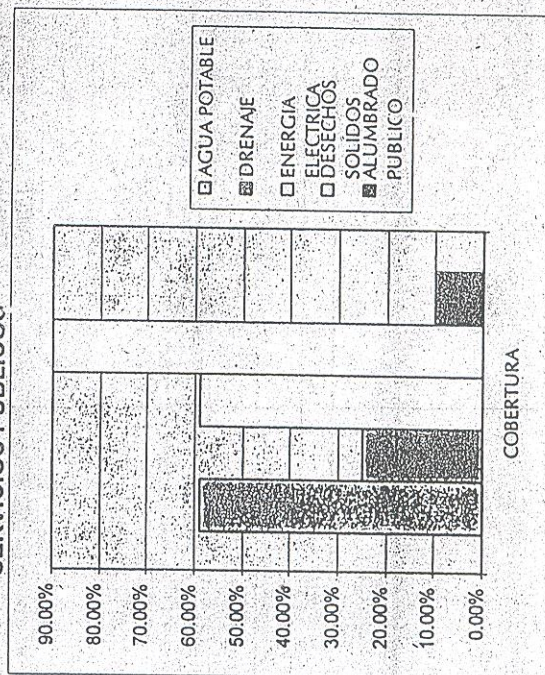 SERVICIOS PUBLICOS
90.00%
80.00%
70.00%
60.00%
50.00%
40.00%
30.00%
20.00%
10.00%
0.00%
COBERTURA
AGUA POTABLE
DRENAJE
ENERGIA
ELECTRICA
DESECHOS
SOLIDOS
ALUMBRADO
PUBLICO